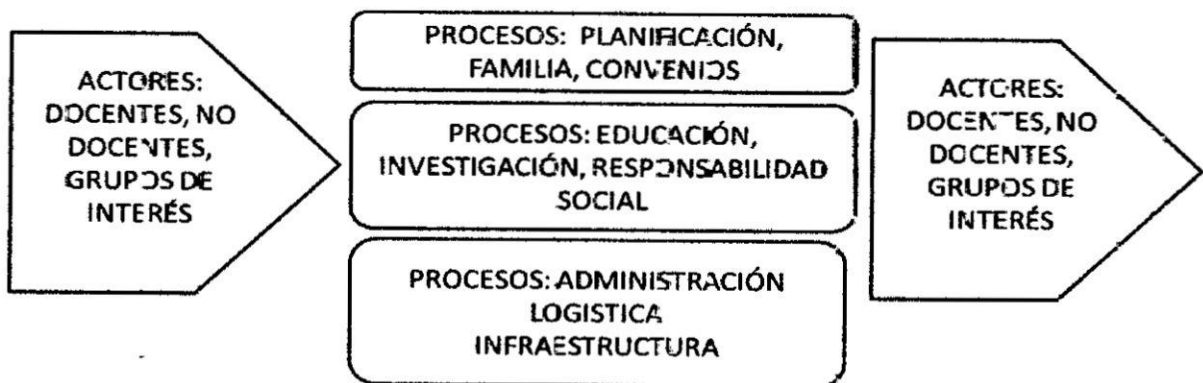 ACTORES:
DOCENTES, NO
DOCENTES,
GRUPOS DE
INTERÉS
PROCESOS: PLANIFICACIÓN,
FAMILIA, CONVENIOS
PROCESOS: EDUCACIÓN,
INVESTIGACIÓN, RESPONSABILIDAD
SOCIAL
PROCESOS: ADMINISTRACIÓN
LOGISTICA
INFRAESTRUCTURA
ACTORES:
DOCENTES, NO
DOCENTES,
GRUPOS DE
INTERÉS